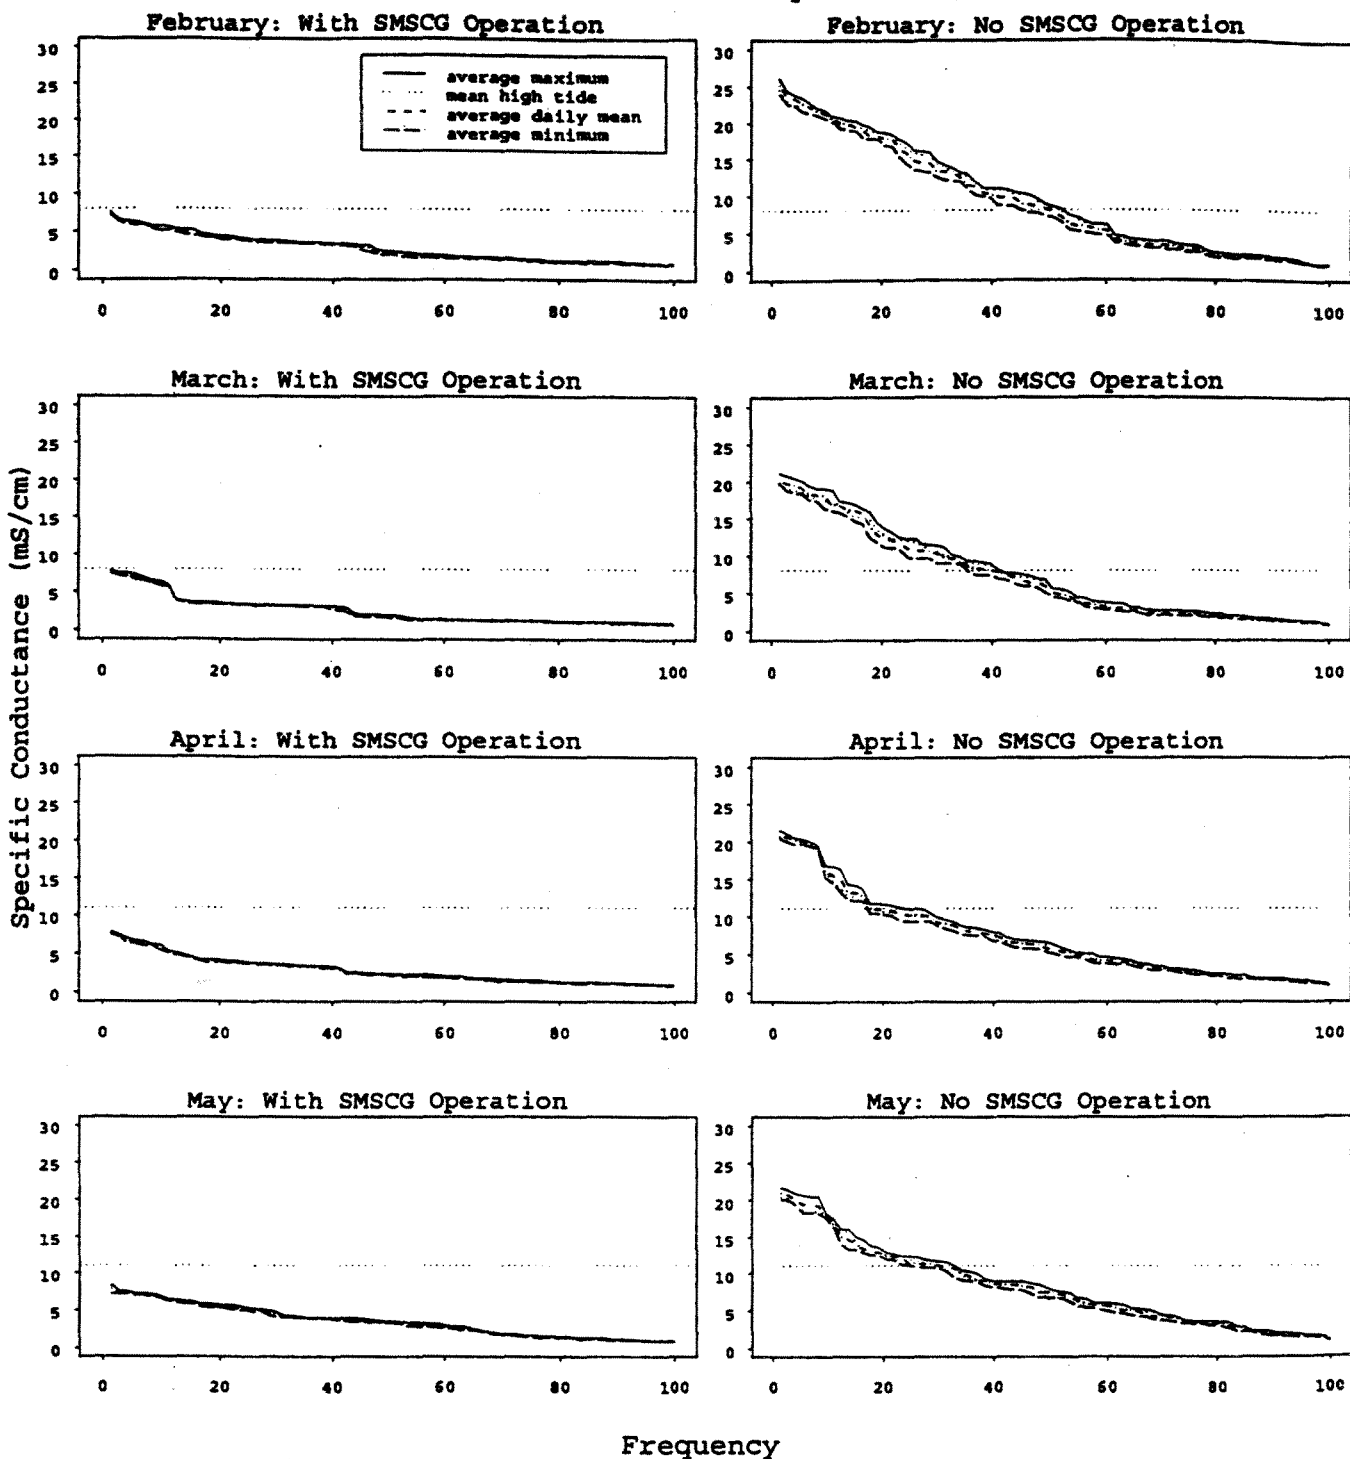 February: With SMSCG Operation
February: No SMSCG Operation
average maximum
mean high tide
average daily mean
average minimum
30
25
20
15
10
5
0
0 20 40 60 80 100
30
25
20
15
10
5
0
0 20 40 60 80 100
March: With SMSCG Operation
March: No SMSCG Operation
30
25
20
15
10
5
0
0 20 40 60 80 100
30
25
20
15
10
5
0
0 20 40 60 80 100
Specific Conductance (mS/cm)
April: With SMSCG Operation
April: No SMSCG Operation
30
25
20
15
10
5
0
0 20 40 60 80 100
30
25
20
15
10
5
0
0 20 40 60 80 100
May: With SMSCG Operation
May: No SMSCG Operation
30
25
20
15
10
5
0
0 20 40 60 80 100
30
25
20
15
10
5
0
0 20 40 60 80 100
Frequency